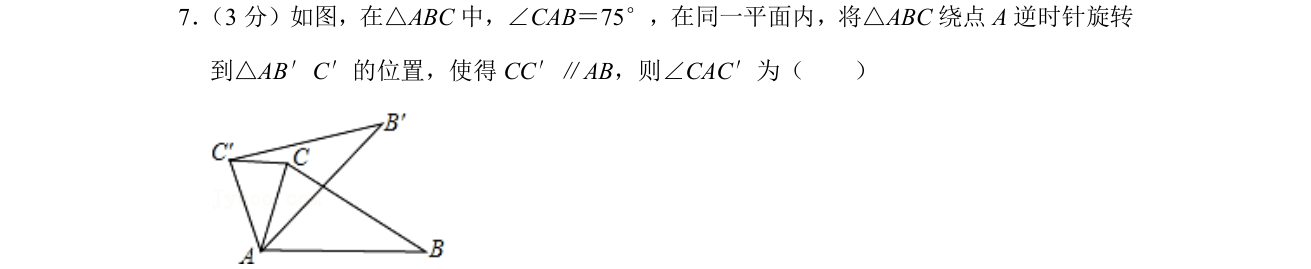 7.（3 分）如图，在△ABC 中，∠CAB＝75°，在同一平面内，将△ABC 绕点 A 逆时针旋转
到△AB′C′的位置，使得 CC′∥AB，则∠CAC′为（　　）
B′
C′ C
A B